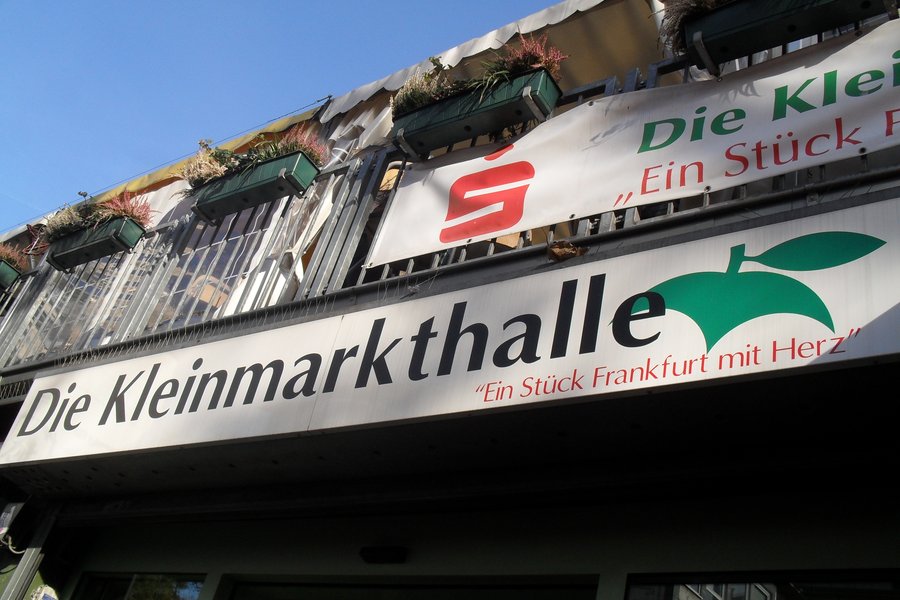 Die Klei
„Ein Stück F
Die Kleinmarkthalle
“Ein Stück Frankfurt mit Herz”